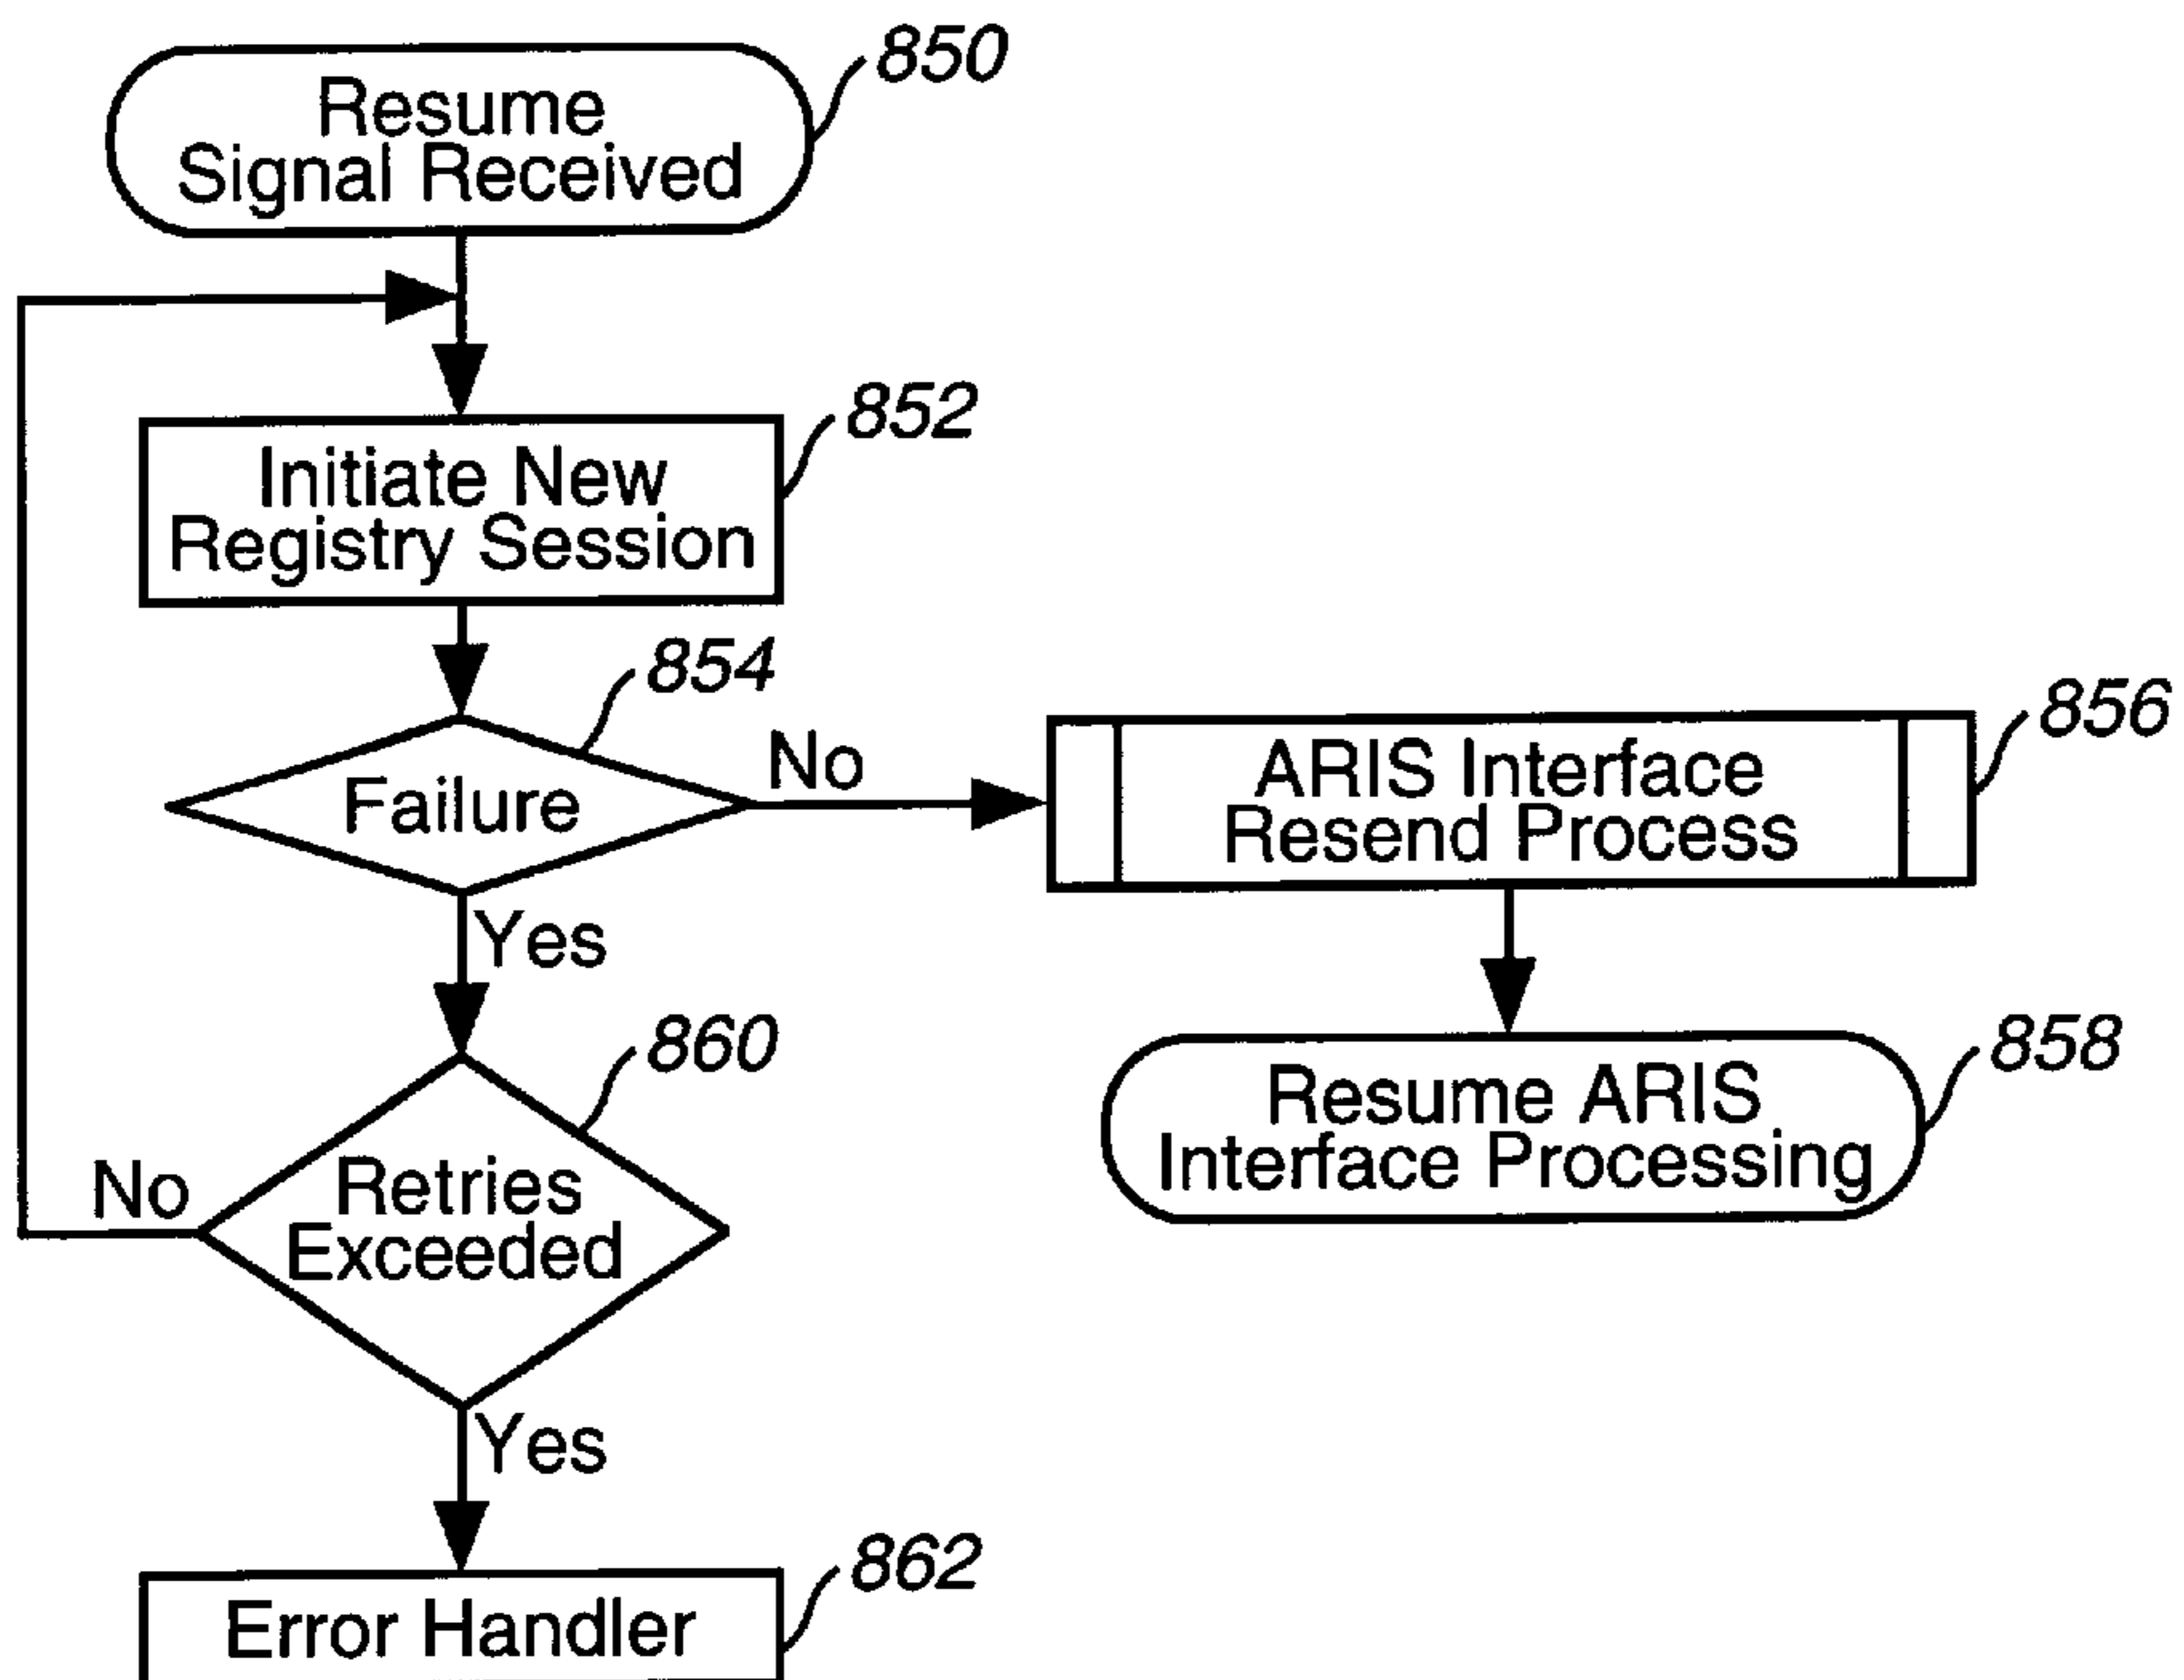 Resume
Signal Received
850
Initiate New
Registry Session
852
854
Failure
No
ARIS Interface
Resend Process
856
Yes
860
Resume ARIS
Interface Processing
858
No
Retries
Exceeded
Yes
Error Handler
862